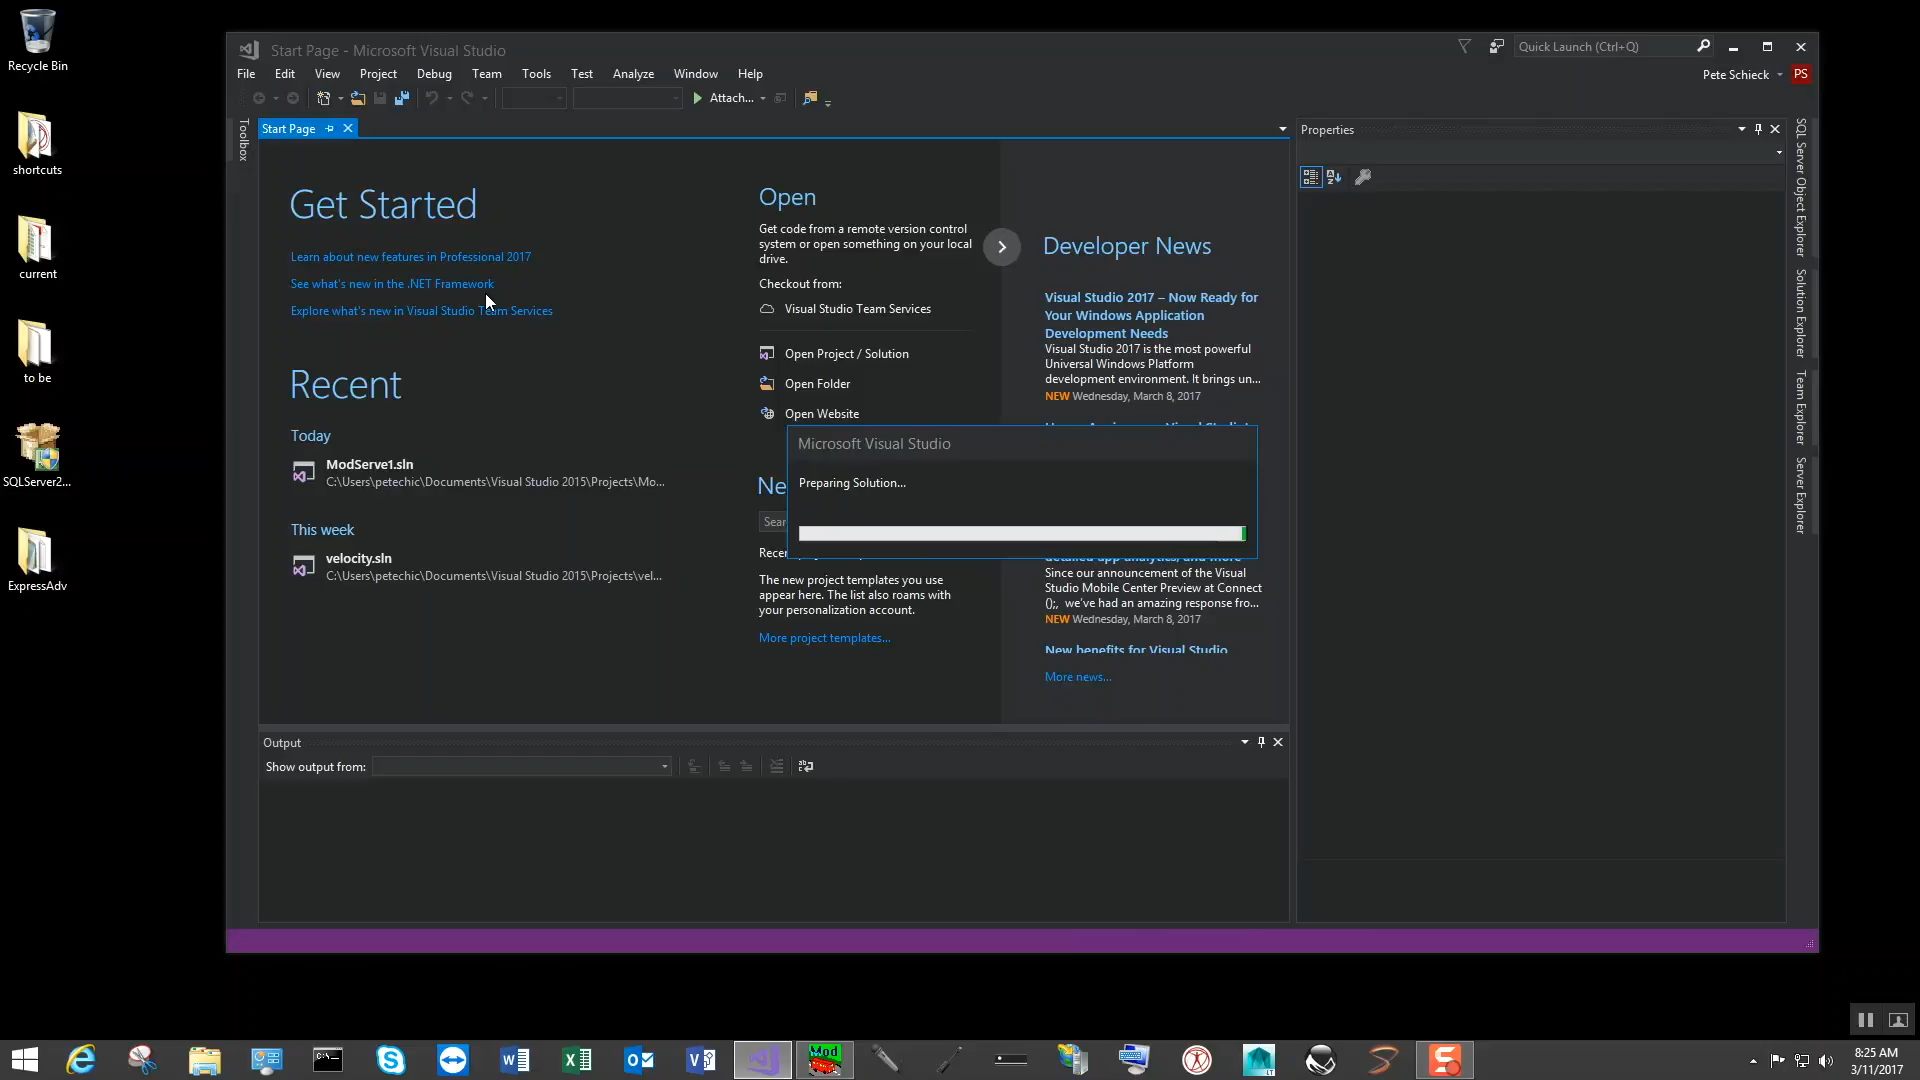 Recycle Bin
shortcuts
current
to be
SQLServer2...
ExpressAdv
Start Page - Microsoft Visual Studio
Quick Launch (Ctrl+Q)
File Edit View Project Debug Team Tools Test Analyze Window Help
Pete Schieck
PS
Attach...
Toolbox
Start Page
Get Started
Learn about new features in Professional 2017
See what's new in the .NET Framework
Explore what's new in Visual Studio Team Services
Recent
Today
ModServe1.sln
C:\Users\petechic\Documents\Visual Studio 2015\Projects\Mo...
This week
velocity.sln
C:\Users\petechic\Documents\Visual Studio 2015\Projects\vel...
Open
Get code from a remote version control
system or open something on your local
drive.
Checkout from:
Visual Studio Team Services
Open Project / Solution
Open Folder
Open Website
Microsoft Visual Studio
Preparing Solution...
Ne
Sear
Recen
The new project templates you use
appear here. The list also roams with
your personalization account.
More project templates...
Developer News
Visual Studio 2017 – Now Ready for
Your Windows Application
Development Needs
Visual Studio 2017 is the most powerful
Universal Windows Platform
development environment. It brings un...
NEW Wednesday, March 8, 2017
detailed app analytics, and more
Since our announcement of the Visual
Studio Mobile Center Preview at Connect
();, we've had an amazing response fro...
NEW Wednesday, March 8, 2017
New benefits for Visual Studio
More news...
Properties
SQL Server Object Explorer
Solution Explorer
Team Explorer
Server Explorer
Output
Show output from:
Mod
LT
8:25 AM
3/11/2017